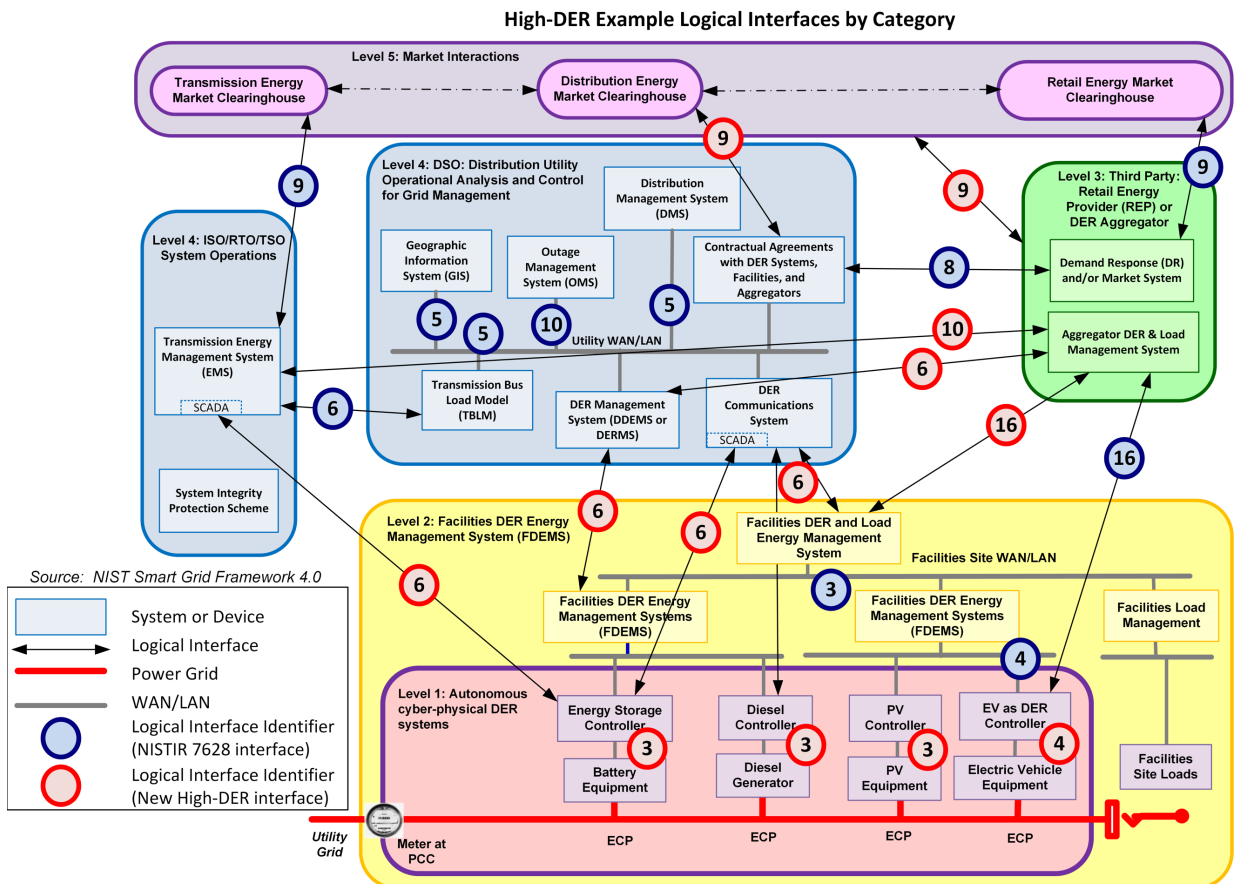 High-DER Example Logical Interfaces by Category
Level 5: Market Interactions
Transmission Energy
Market Clearinghouse
Distribution Energy
Market Clearinghouse
Retail Energy Market
Clearinghouse
9
9
9
9
Level 4: DSO: Distribution Utility
Operational Analysis and Control
for Grid Management
Distribution
Management System
(DMS)
Geographic
Information
System (GIS)
Outage
Management
System (OMS)
Contractual Agreements
with DER Systems,
Facilities, and
Aggregators
5
5
10
5
Utility WAN/LAN
Transmission Bus
Load Model
(TBLM)
DER Management
System (DDEMS or
DERMS)
DER
Communications
System
SCADA
Level 3: Third Party:
Retail Energy
Provider (REP) or
DER Aggregator
Demand Response (DR)
and/or Market System
Aggregator DER & Load
Management System
8
10
6
16
16
Level 4: ISO/RTO/TSO
System Operations
Transmission Energy
Management System
(EMS)
SCADA
6
System Integrity
Protection Scheme
6
6
6
6
Level 2: Facilities DER Energy
Management System (FDEMS)
Facilities DER and Load
Energy Management
System
Facilities Site WAN/LAN
3
Facilities DER Energy
Management Systems
(FDEMS)
Facilities DER Energy
Management Systems
(FDEMS)
Facilities Load
Management
4
Level 1: Autonomous
cyber-physical DER
systems
Energy Storage
Controller
Diesel
Controller
PV
Controller
EV as DER
Controller
3
3
3
4
Battery
Equipment
Diesel
Generator
PV
Equipment
Electric Vehicle
Equipment
Facilities
Site Loads
ECP
ECP
ECP
ECP
Utility
Grid
Meter at
PCC
Source: NIST Smart Grid Framework 4.0
System or Device
Logical Interface
Power Grid
WAN/LAN
Logical Interface Identifier
(NISTIR 7628 interface)
Logical Interface Identifier
(New High-DER interface)